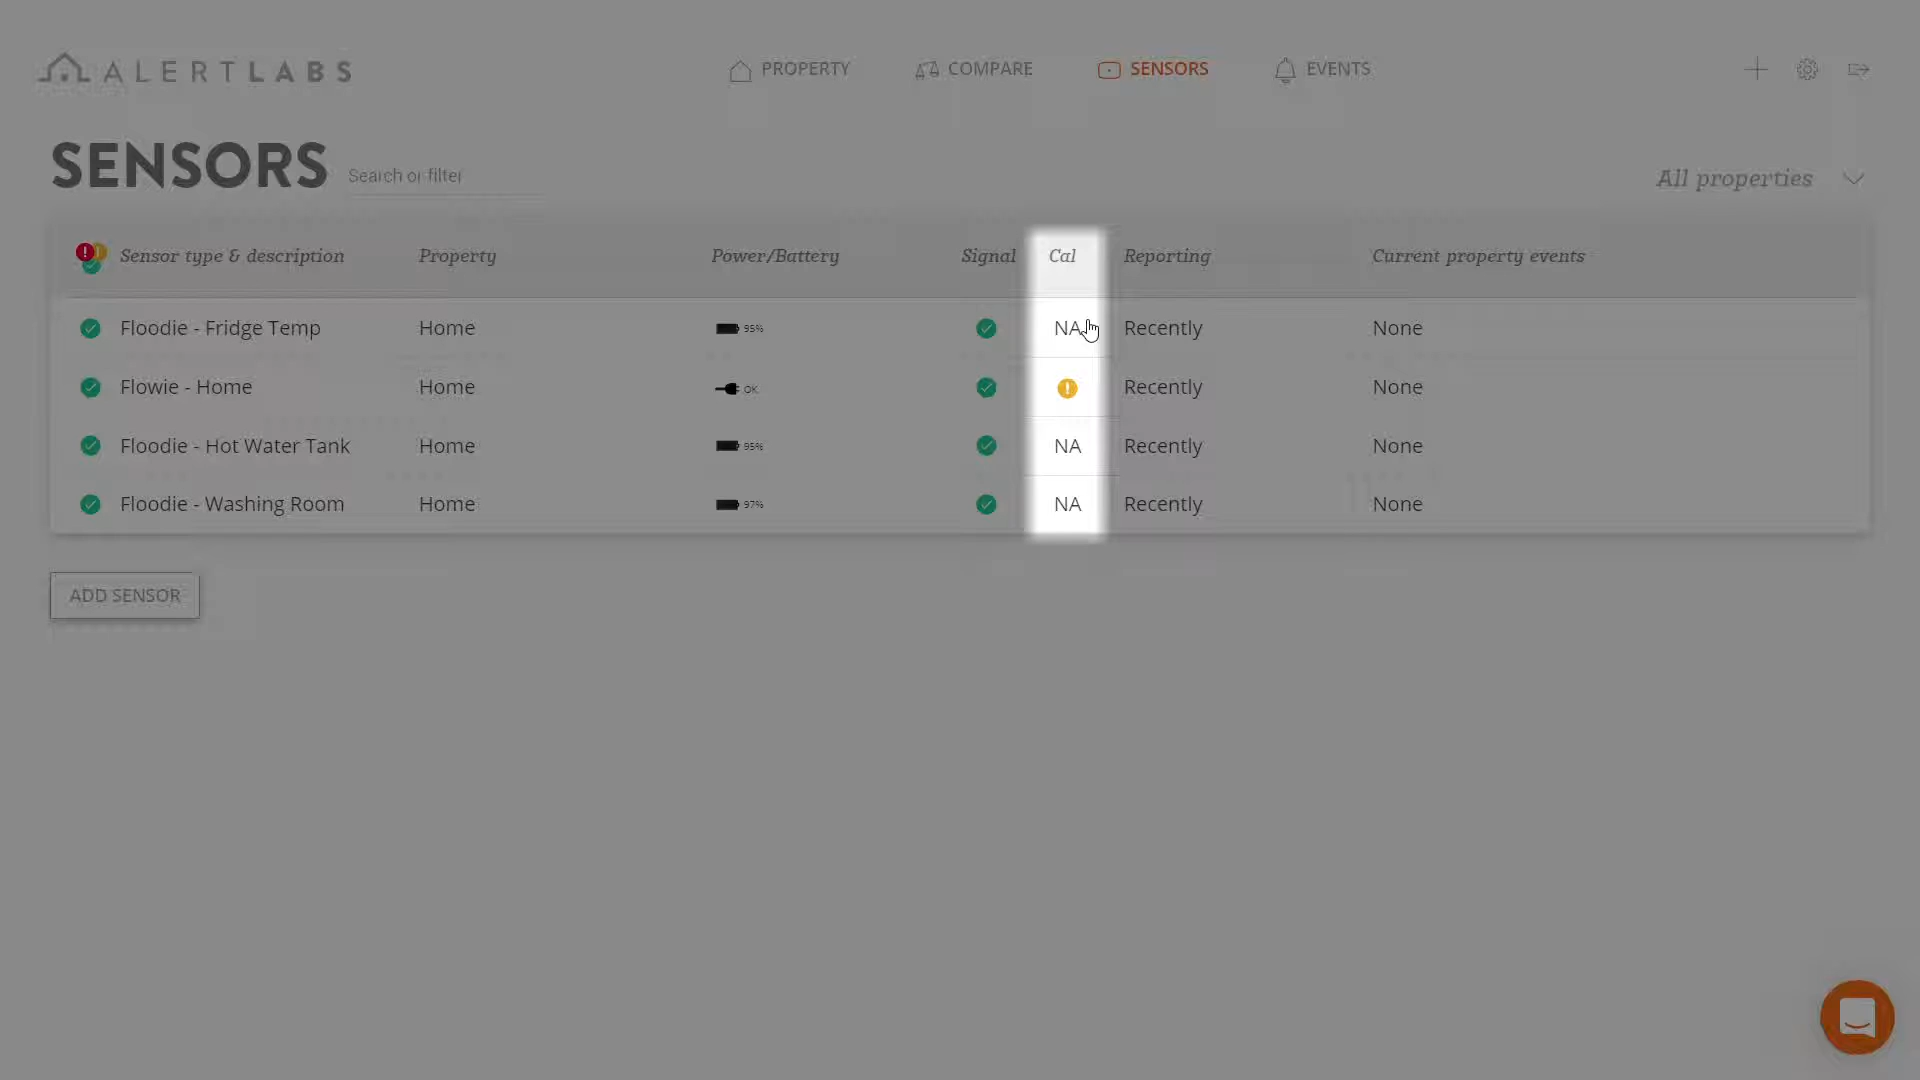 ALERTLABS PROPERTY COMPARE SENSORS EVENTS
SENSORS Search or filter All properties
Sensor type & description Property Power/Battery Signal Cal Reporting Current property events
Floodie - Fridge Temp Home 95% NA Recently None
Flowie - Home Home OK Recently None
Floodie - Hot Water Tank Home 95% NA Recently None
Floodie - Washing Room Home 97% NA Recently None
ADD SENSOR